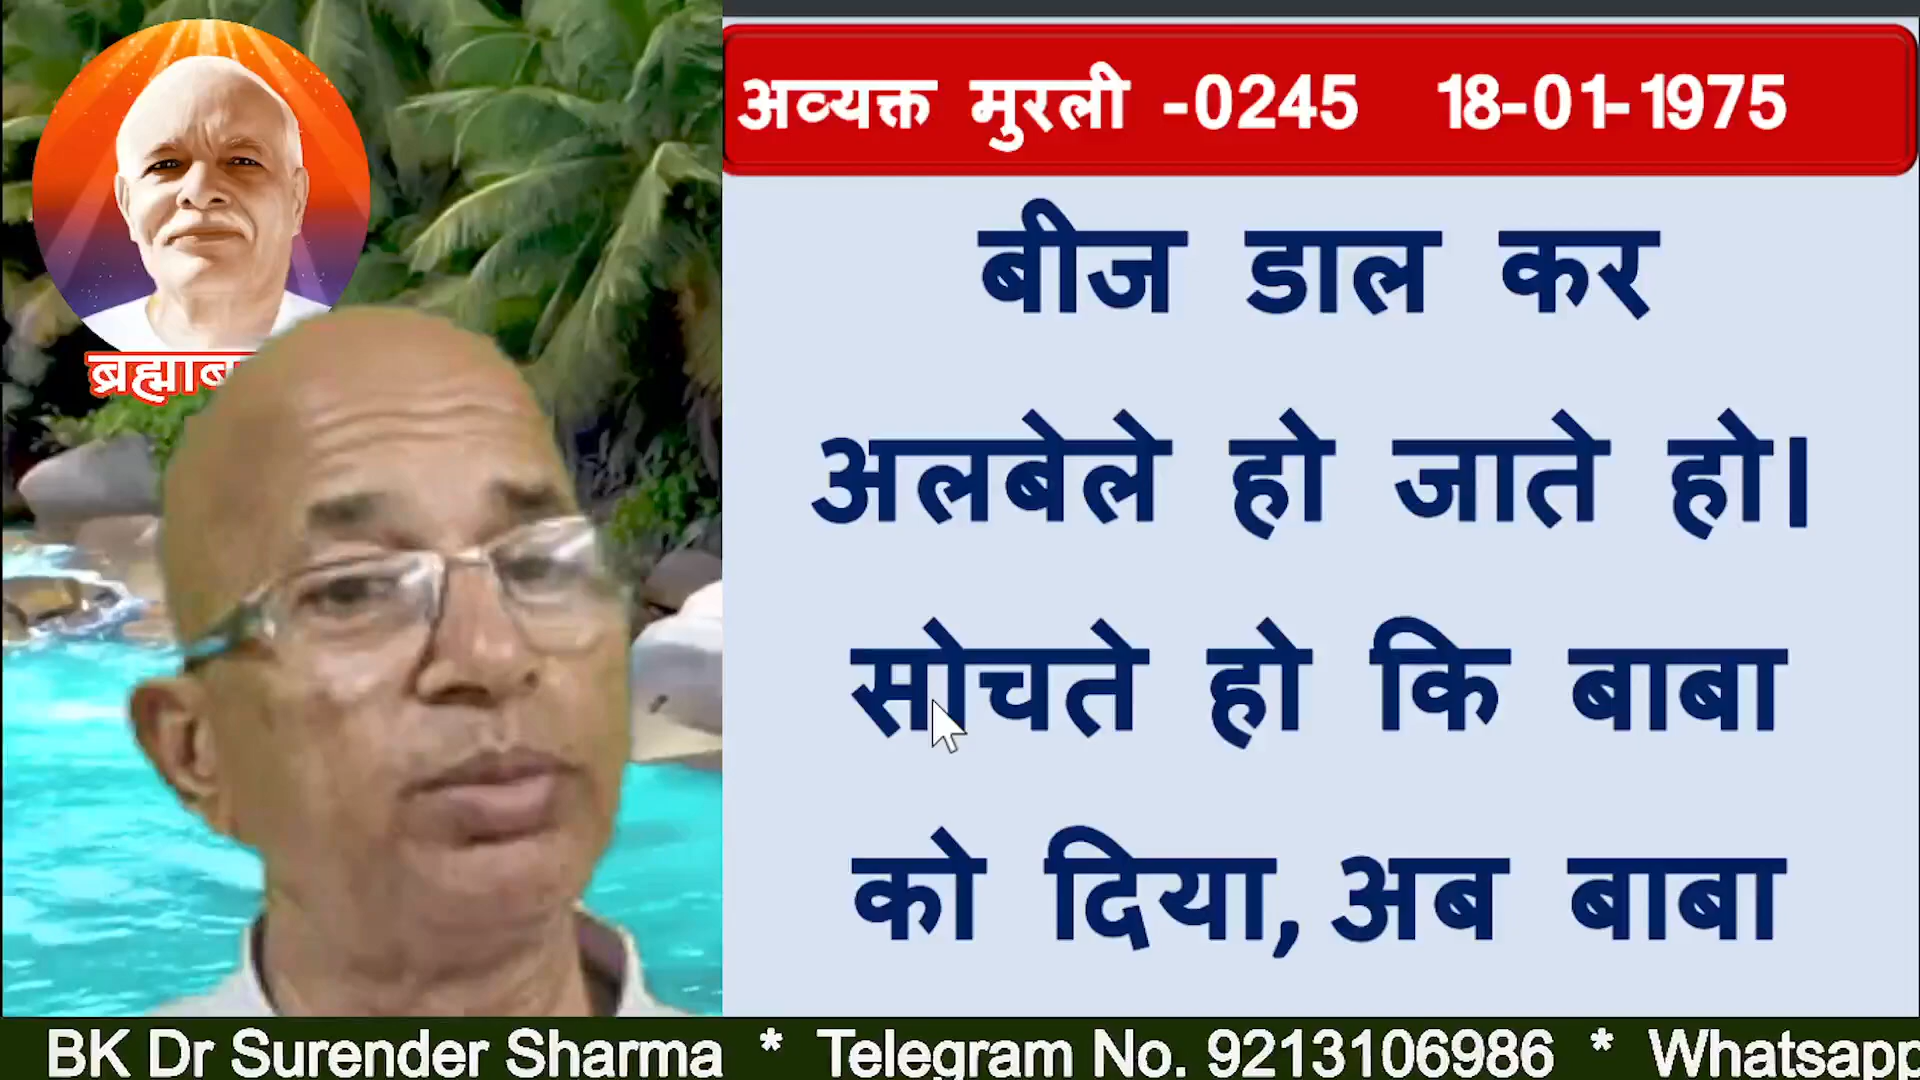 अव्यक्त मुरली -0245 18-01-1975
बीज डाल कर
अलबेले हो जाते हो।
सोचते हो कि बाबा
को दिया, अब बाबा
BK Dr Surender Sharma * Telegram No. 9213106986 * Whatsapp